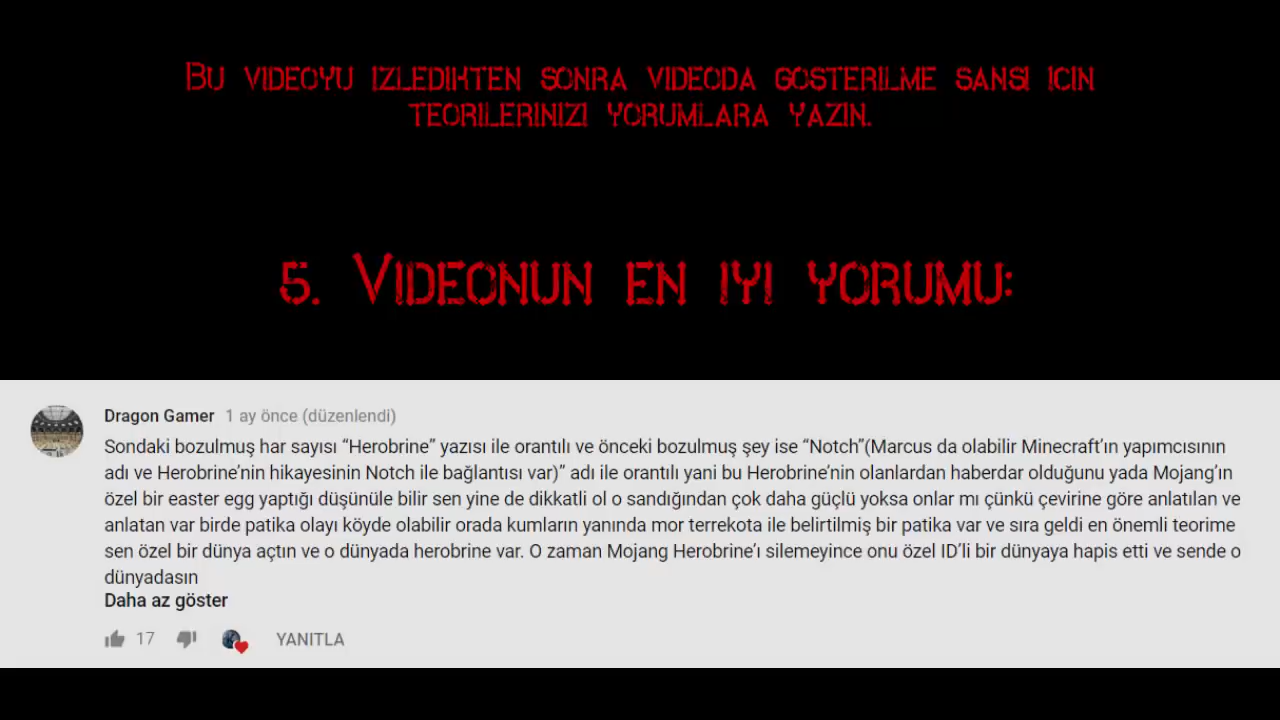 BU VIDEOYU IZLEDIKTEN SONRA VIDEODA GOSTERILME SANSI ICIN
TEORILERINIZI YORUMLARA YAZIN.
5. VIDEONUN EN IYI YORUMU:
Dragon Gamer 1 ay önce (düzenlendi)
Sondaki bozulmuş har sayısı “Herobrine” yazısı ile orantılı ve önceki bozulmuş şey ise “Notch”(Marcus da olabilir Minecraft’ın yapımcısının
adı ve Herobrine’nin hikayesinin Notch ile bağlantısı var)” adı ile orantılı yani bu Herobrine’nin olanlardan haberdar olduğunu yada Mojang’ın
özel bir easter egg yaptığı düşünüle bilir sen yine de dikkatli ol o sandığından çok daha güçlü yoksa onlar mı çünkü çevirine göre anlatılan ve
anlatan var birde patika olayı köyde olabilir orada kumların yanında mor terrekota ile belirtilmiş bir patika var ve sıra geldi en önemli teorime
sen özel bir dünya açtın ve o dünyada herobrine var. O zaman Mojang Herobrine’ı silemeyince onu özel ID’li bir dünyaya hapis etti ve sende o
dünyadasın
Daha az göster
17 YANITLA